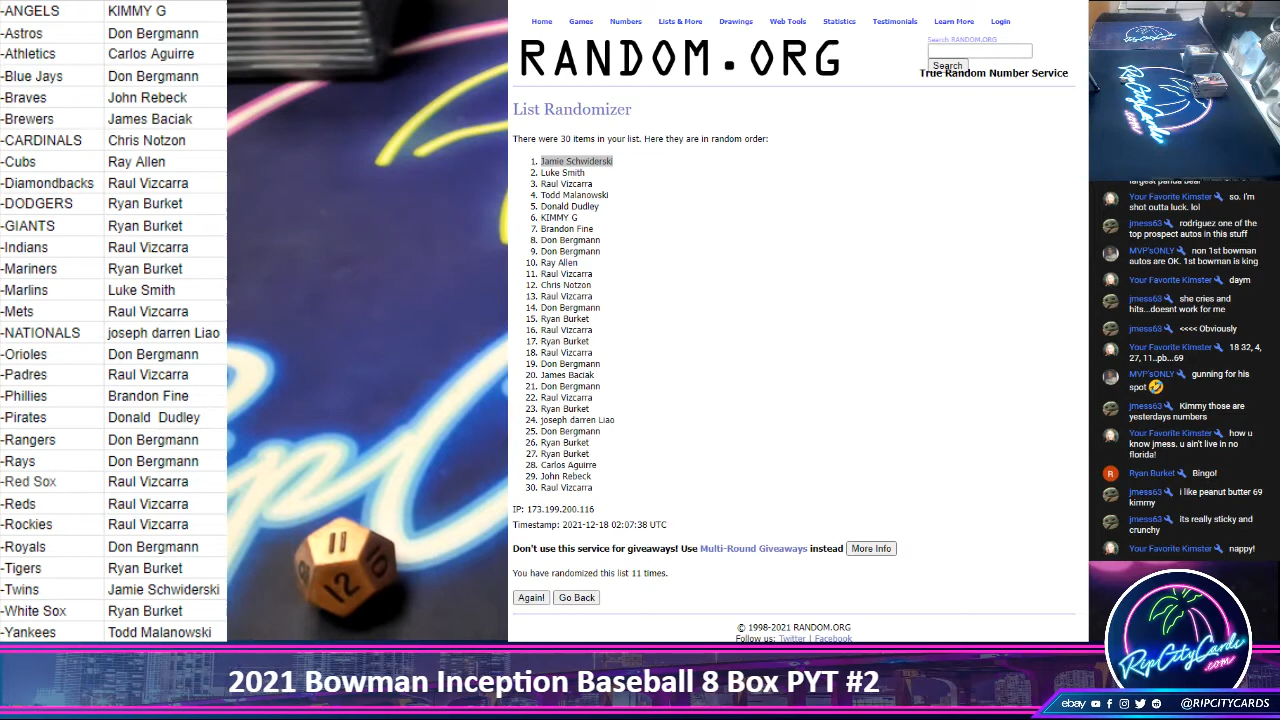 -ANGELS KIMMY G
-Astros Don Bergmann
-Athletics Carlos Aguirre
-Blue Jays Don Bergmann
-Braves John Rebeck
-Brewers James Baciak
-CARDINALS Chris Notzon
-Cubs Ray Allen
-Diamondbacks Raul Vizcarra
-DODGERS Ryan Burket
-GIANTS Ryan Burket
-Indians Raul Vizcarra
-Mariners Ryan Burket
-Marlins Luke Smith
-Mets Raul Vizcarra
-NATIONALS joseph darren Liao
-Orioles Don Bergmann
-Padres Raul Vizcarra
-Phillies Brandon Fine
-Pirates Donald Dudley
-Rangers Don Bergmann
-Rays Don Bergmann
-Red Sox Raul Vizcarra
-Reds Raul Vizcarra
-Rockies Raul Vizcarra
-Royals Don Bergmann
-Tigers Ryan Burket
-Twins Jamie Schwiderski
-White Sox Ryan Burket
-Yankees Todd Malanowski
11
12
Home Games Numbers Lists & More Drawings Web Tools Statistics Testimonials Learn More Login
RANDOM.ORG
Search RANDOM.ORG
Search
True Random Number Service
List Randomizer
There were 30 items in your list. Here they are in random order:
1. Jamie Schwiderski
2. Luke Smith
3. Raul Vizcarra
4. Todd Malanowski
5. Donald Dudley
6. KIMMY G
7. Brandon Fine
8. Don Bergmann
9. Don Bergmann
10. Ray Allen
11. Raul Vizcarra
12. Chris Notzon
13. Raul Vizcarra
14. Don Bergmann
15. Ryan Burket
16. Raul Vizcarra
17. Ryan Burket
18. Raul Vizcarra
19. Don Bergmann
20. James Baciak
21. Don Bergmann
22. Raul Vizcarra
23. Ryan Burket
24. joseph darren Liao
25. Don Bergmann
26. Ryan Burket
27. Ryan Burket
28. Carlos Aguirre
29. John Rebeck
30. Raul Vizcarra
IP: 173.199.200.116
Timestamp: 2021-12-18 02:07:38 UTC
Don't use this service for giveaways! Use Multi-Round Giveaways instead More Info
You have randomized this list 11 times.
Again! Go Back
© 1998-2021 RANDOM.ORG
Follow us: Twitter | Facebook
RipCityCards
.com
largest panda bear
Your Favorite Kimster so. I'm
shot outta luck. lol
jmess63 rodriguez one of the
top prospect autos in this stuff
MVP'sONLY non 1st bowman
autos are OK. 1st bowman is king
Your Favorite Kimster daym
jmess63 she cries and
hits...doesnt work for me
jmess63 <<<< Obviously
Your Favorite Kimster 18 32, 4,
27, 11..pb...69
MVP'sONLY gunning for his
spot 🤣
jmess63 Kimmy those are
yesterdays numbers
Your Favorite Kimster how u
know jmess. u ain't live in no
florida!
R Ryan Burket Bingo!
jmess63 i like peanut butter 69
kimmy
jmess63 its really sticky and
crunchy
Your Favorite Kimster nappy!
RipCityCards
.com
2021 Bowman Inception Baseball 8 Box PYT #2
ebay @RIPCITYCARDS